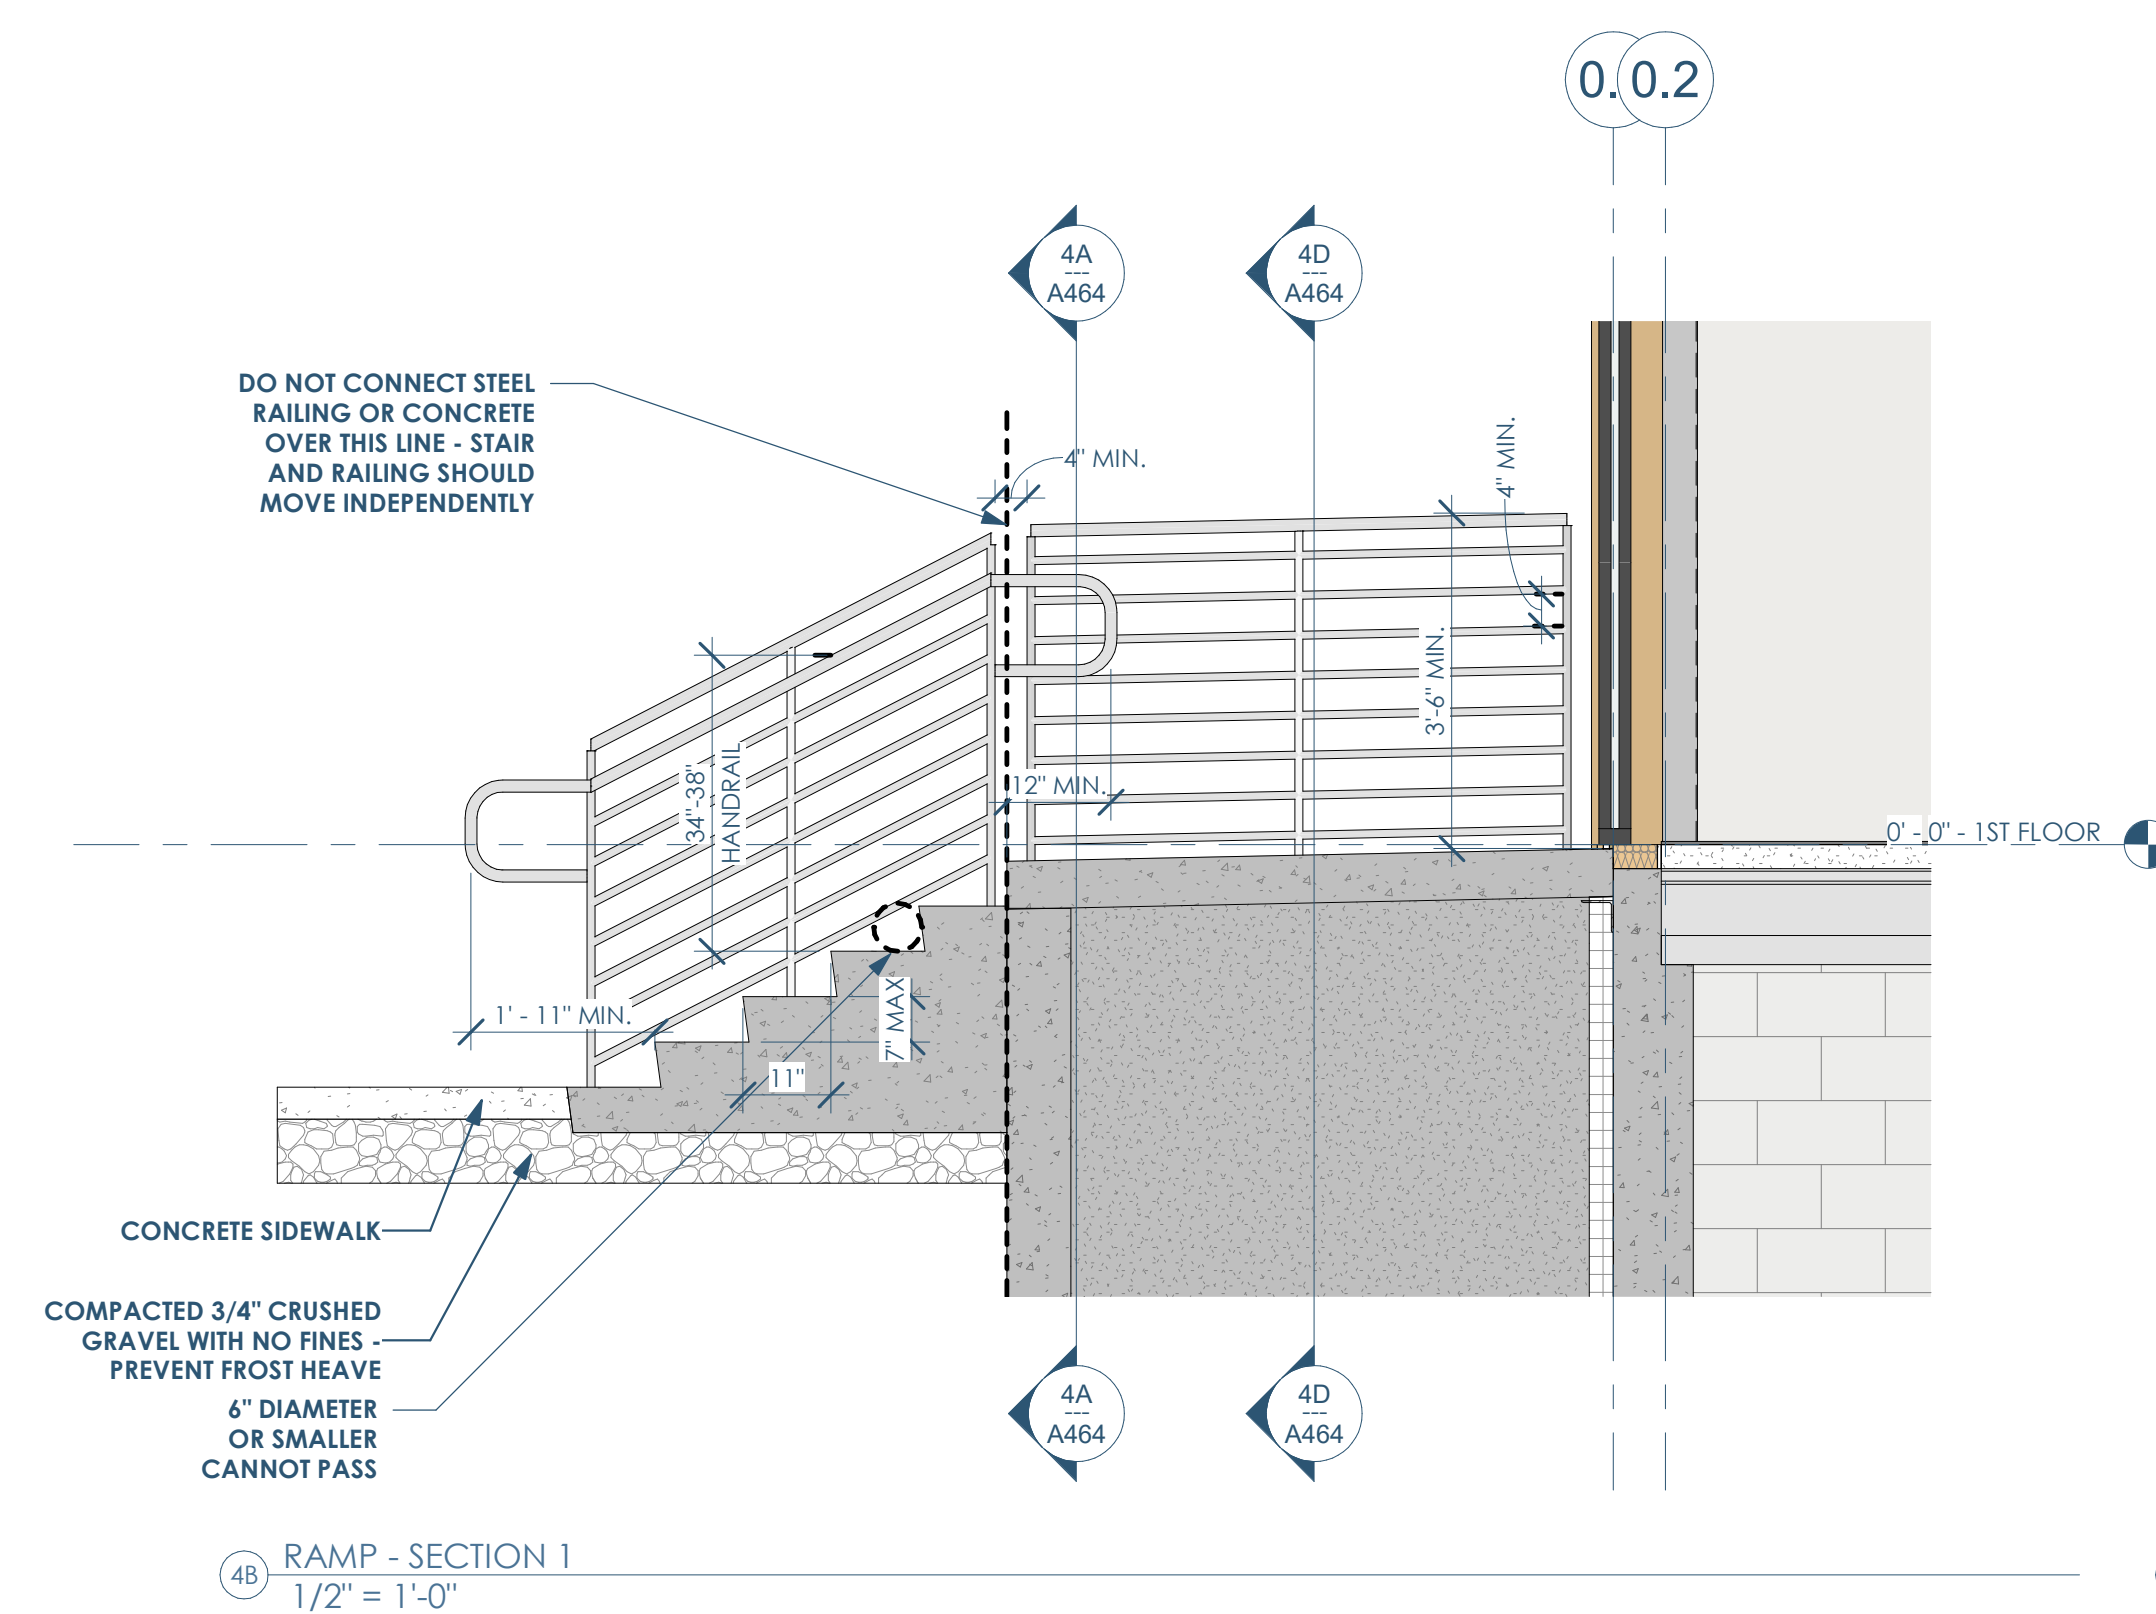 0.
0.2
4A
---
A464
4D
---
A464
DO NOT CONNECT STEEL
RAILING OR CONCRETE
OVER THIS LINE - STAIR
AND RAILING SHOULD
MOVE INDEPENDENTLY
4" MIN.
4" MIN.
3'-6" MIN.
34"-38"
HANDRAIL
12" MIN.
0' - 0" - 1ST FLOOR
1' - 11" MIN.
7" MAX
11"
CONCRETE SIDEWALK
COMPACTED 3/4" CRUSHED
GRAVEL WITH NO FINES -
PREVENT FROST HEAVE
6" DIAMETER
OR SMALLER
CANNOT PASS
4A
---
A464
4D
---
A464
4B
RAMP - SECTION 1
1/2" = 1'-0"